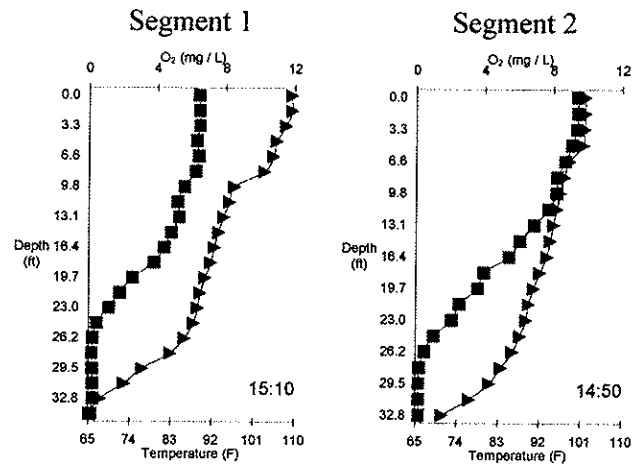 Segment 1
O₂ (mg / L)
0 4 8 12
0.0
3.3
6.6
9.8
13.1
Depth 16.4
(ft)
19.7
23.0
26.2
29.5
32.8
15:10
65 74 83 92 101 110
Temperature (F)
Segment 2
O₂ (mg / L)
0 4 8 12
0.0
3.3
6.6
9.8
13.1
Depth 16.4
(ft)
19.7
23.0
26.2
29.5
32.8
14:50
65 74 83 92 101 110
Temperature (F)